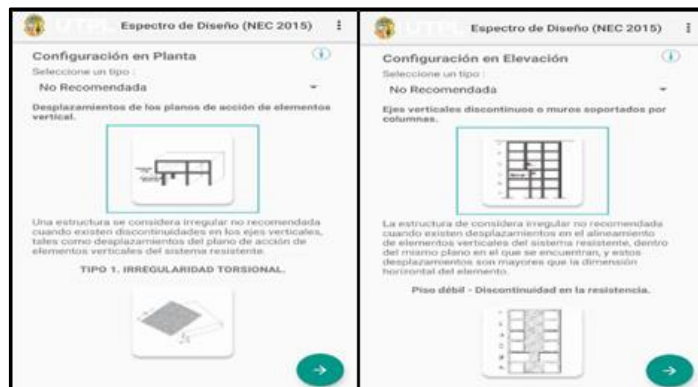 UTPL
Espectro de Diseño (NEC 2015)
Configuración en Planta
Seleccione un tipo :
No Recomendada
Desplazamientos de los planos de acción de elementos
vertical.
Una estructura se considera irregular no recomendada
cuando existen discontinuidades en los ejes verticales,
tales como desplazamientos del plano de acción de
elementos verticales del sistema resistente.
TIPO 1. IRREGULARIDAD TORSIONAL.
Espectro de Diseño (NEC 2015)
Configuración en Elevación
Seleccione un tipo :
No Recomendada
Ejes verticales discontinuos o muros soportados por
columnas.
La estructura de considera irregular no recomendada
cuando existen desplazamientos en el alineamiento
de elementos verticales del sistema resistente, dentro
del mismo plano en el que se encuentran, y estos
desplazamientos son mayores que la dimensión
horizontal del elemento.
Piso débil - Discontinuidad en la resistencia.